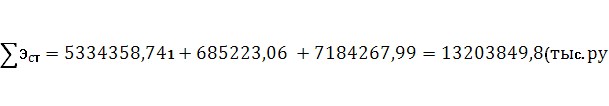 ∑Эст = 5334358,741 + 685223,06 + 7184267,99 = 13203849,8(тыс.ру